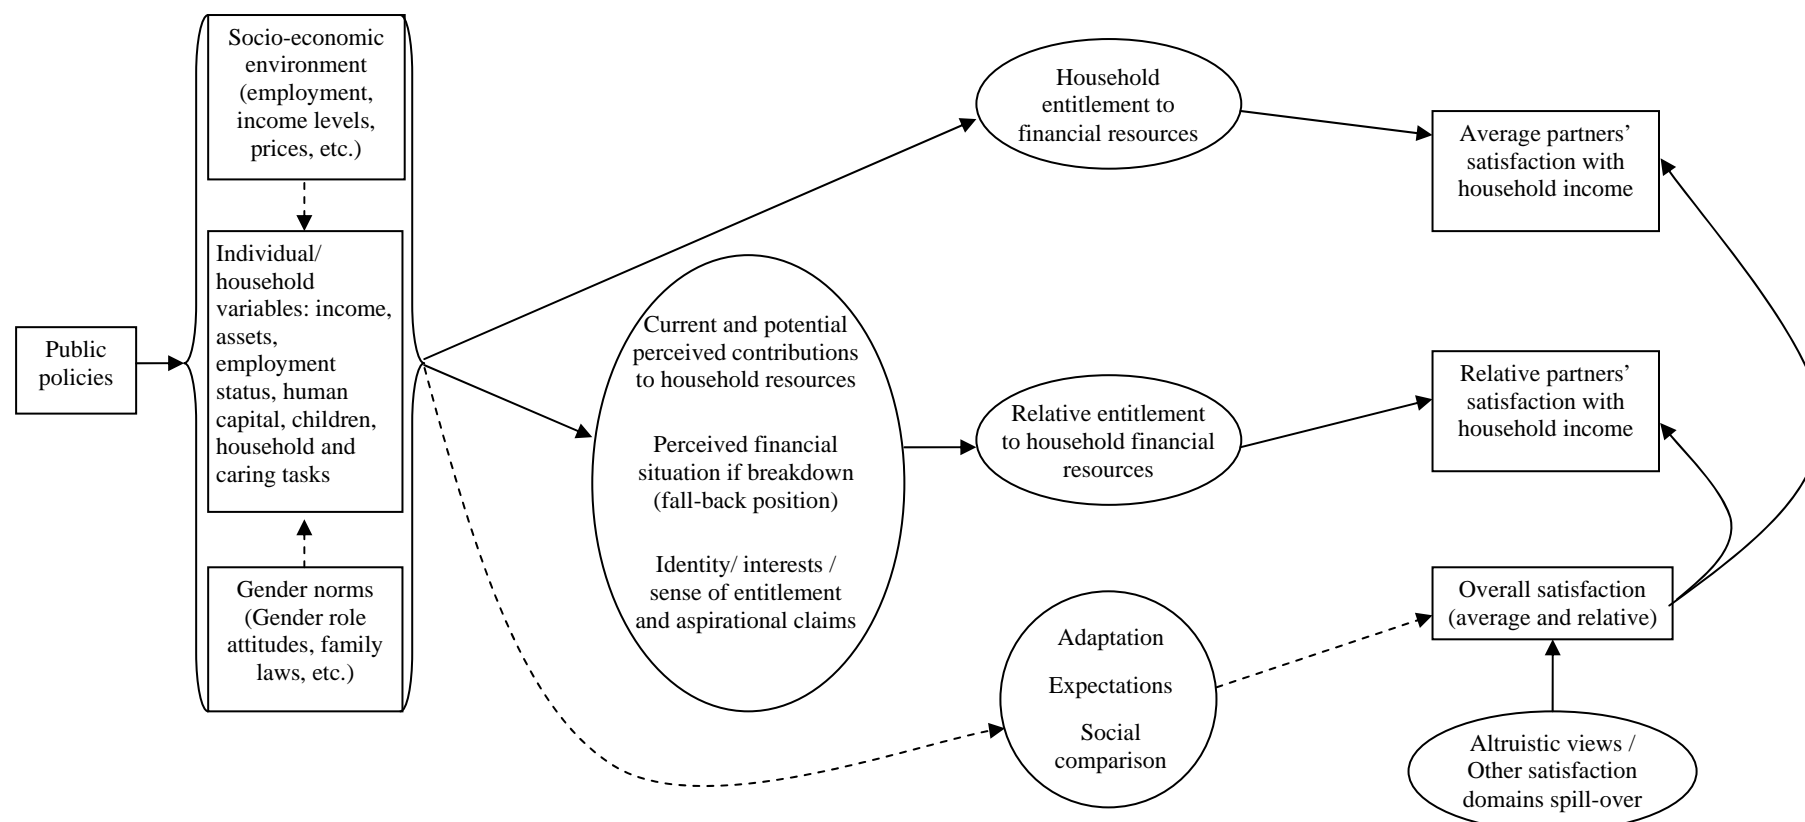 Public
policies
Socio-economic
environment
(employment,
income levels,
prices, etc.)
Individual/
household
variables: income,
assets,
employment
status, human
capital, children,
household and
caring tasks
Gender norms
(Gender role
attitudes, family
laws, etc.)
Current and potential
perceived contributions
to household resources
Perceived financial
situation if breakdown
(fall-back position)
Identity/ interests /
sense of entitlement
and aspirational claims
Household
entitlement to
financial resources
Relative entitlement
to household financial
resources
Adaptation
Expectations
Social
comparison
Average partners’
satisfaction with
household income
Relative partners’
satisfaction with
household income
Overall satisfaction
(average and relative)
Altruistic views /
Other satisfaction
domains spill-over